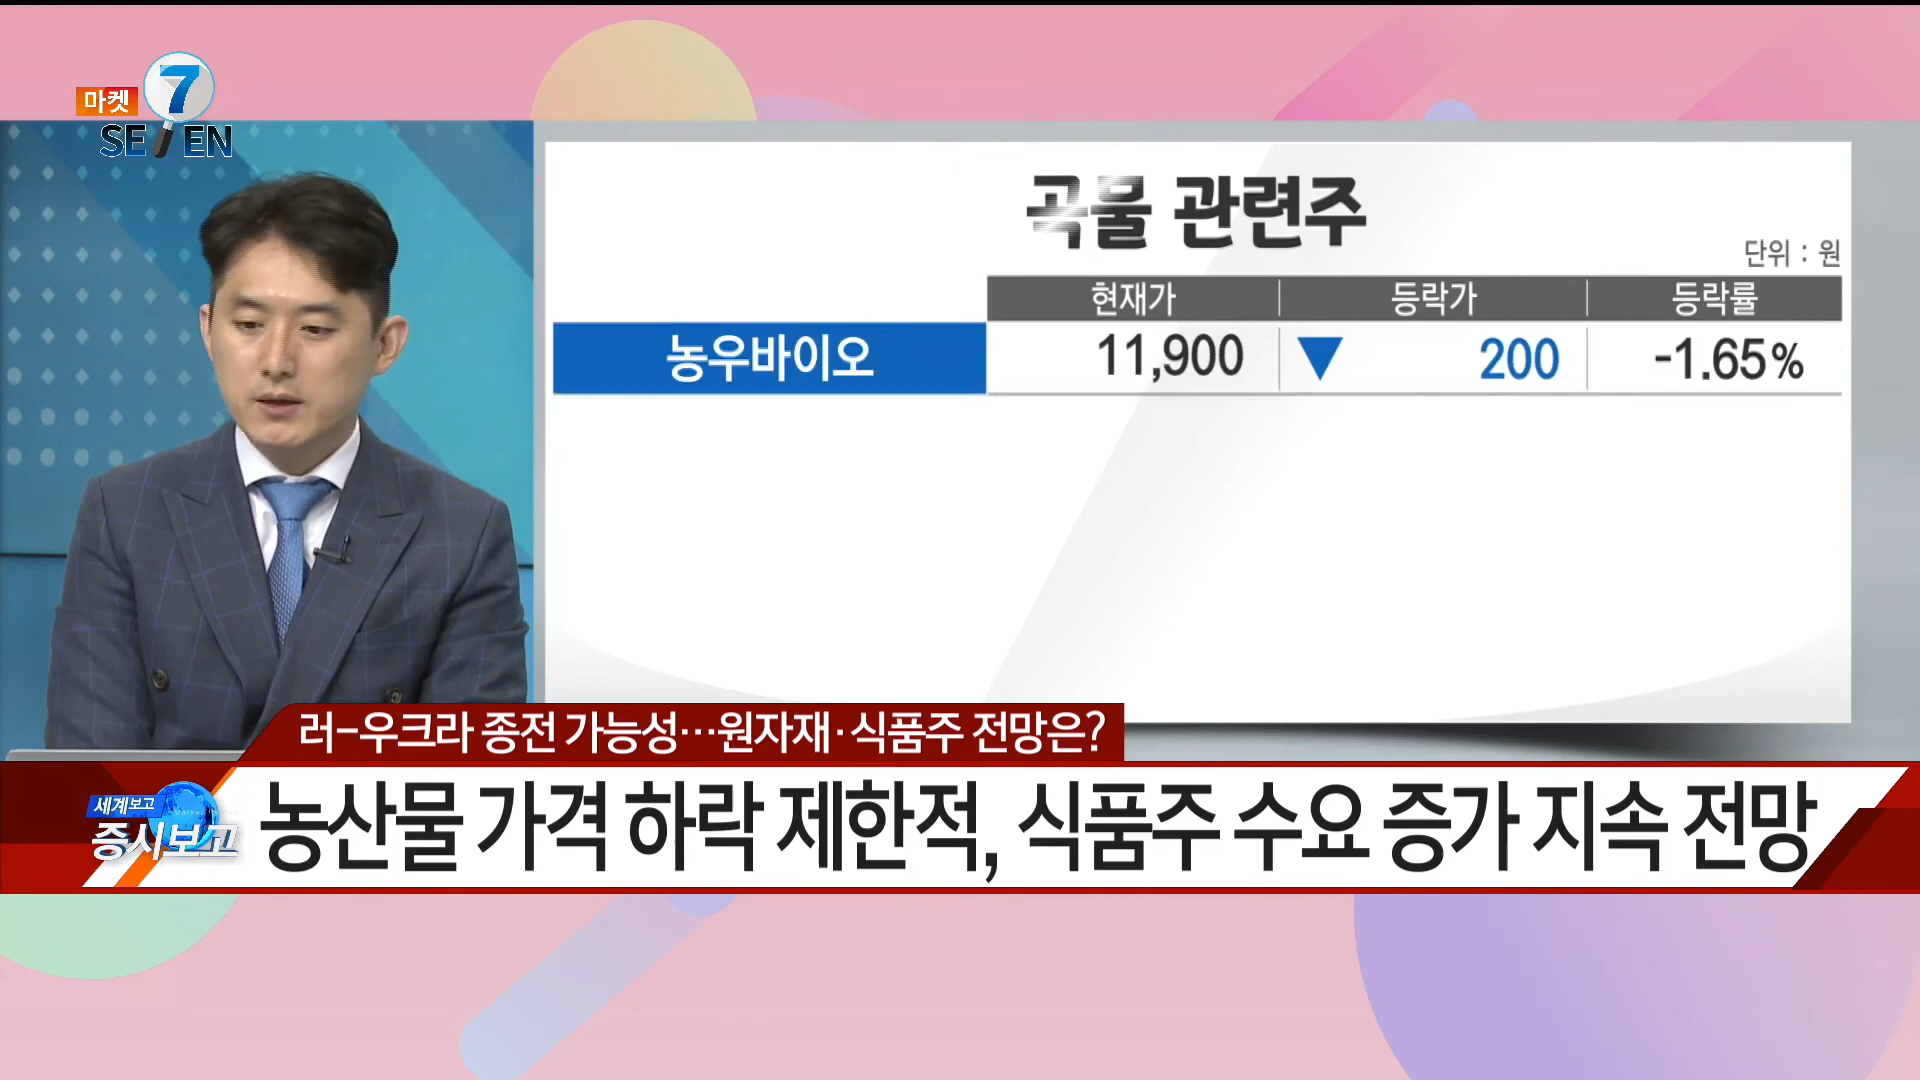 마켓
7
SE7EN
곡물 관련주
단위 : 원
현재가 등락가 등락률
농우바이오 11,900 ▼ 200 -1.65%
러-우크라 종전 가능성…원자재·식품주 전망은?
세계보고
증시보고
농산물 가격 하락 제한적, 식품주 수요 증가 지속 전망